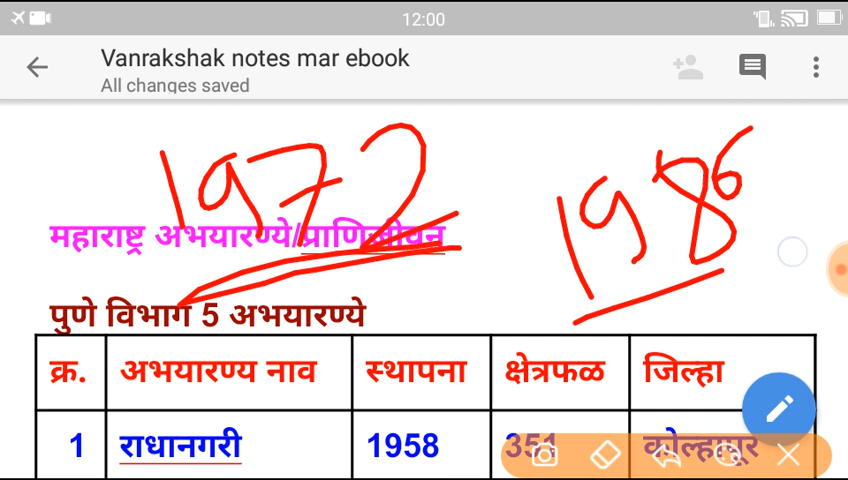 12:00
Vanrakshak notes mar ebook
All changes saved
1972
1986
महाराष्ट्र अभयारण्ये/प्राणिजीवन
पुणे विभाग 5 अभयारण्ये
क्र. अभयारण्य नाव स्थापना क्षेत्रफळ जिल्हा
1 राधानगरी 1958 351 कोल्हापूर